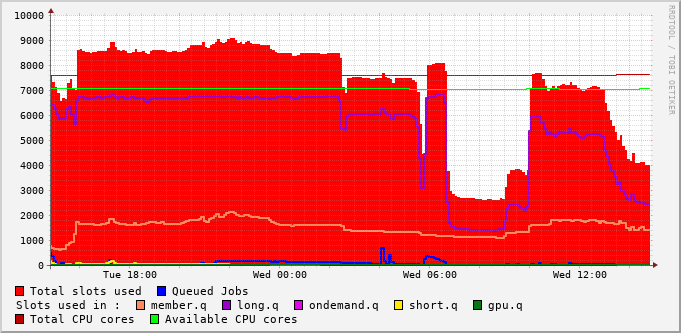 10000
9000
8000
7000
6000
5000
4000
3000
2000
1000
0
Tue 18:00 Wed 00:00 Wed 06:00 Wed 12:00
RRDTOOL / TOBI OETIKER
Total slots used Queued Jobs
Slots used in : member.q long.q ondemand.q short.q gpu.q
Total CPU cores Available CPU cores